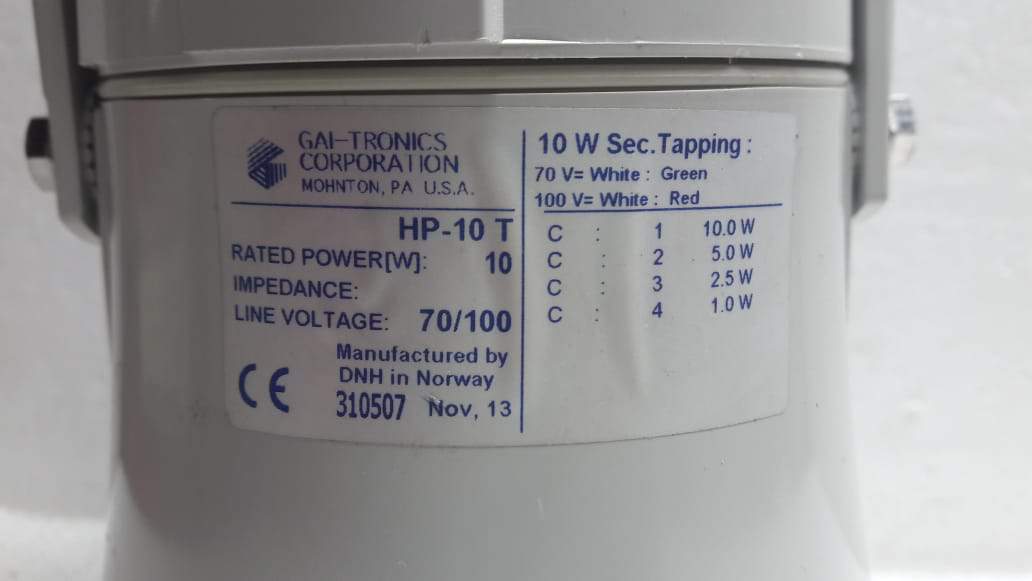 GAI-TRONICS
CORPORATION
MOHNTON, PA U.S.A.
HP-10 T
RATED POWER[W]: 10
IMPEDANCE:
LINE VOLTAGE: 70/100
Manufactured by
DNH in Norway
CE 310507 Nov, 13
10 W Sec.Tapping :
70 V= White : Green
100 V= White : Red
C : 1 10.0 W
C : 2 5.0 W
C : 3 2.5 W
C : 4 1.0 W